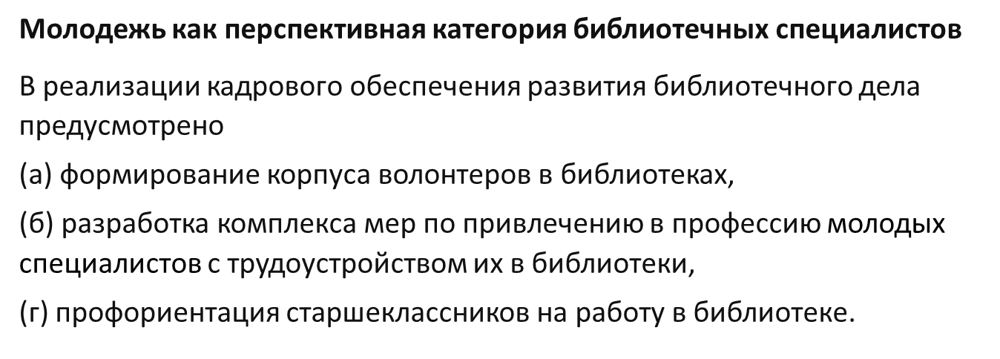 Молодежь как перспективная категория библиотечных специалистов
В реализации кадрового обеспечения развития библиотечного дела
предусмотрено
(а) формирование корпуса волонтеров в библиотеках,
(б) разработка комплекса мер по привлечению в профессию молодых
специалистов с трудоустройством их в библиотеки,
(г) профориентация старшеклассников на работу в библиотеке.